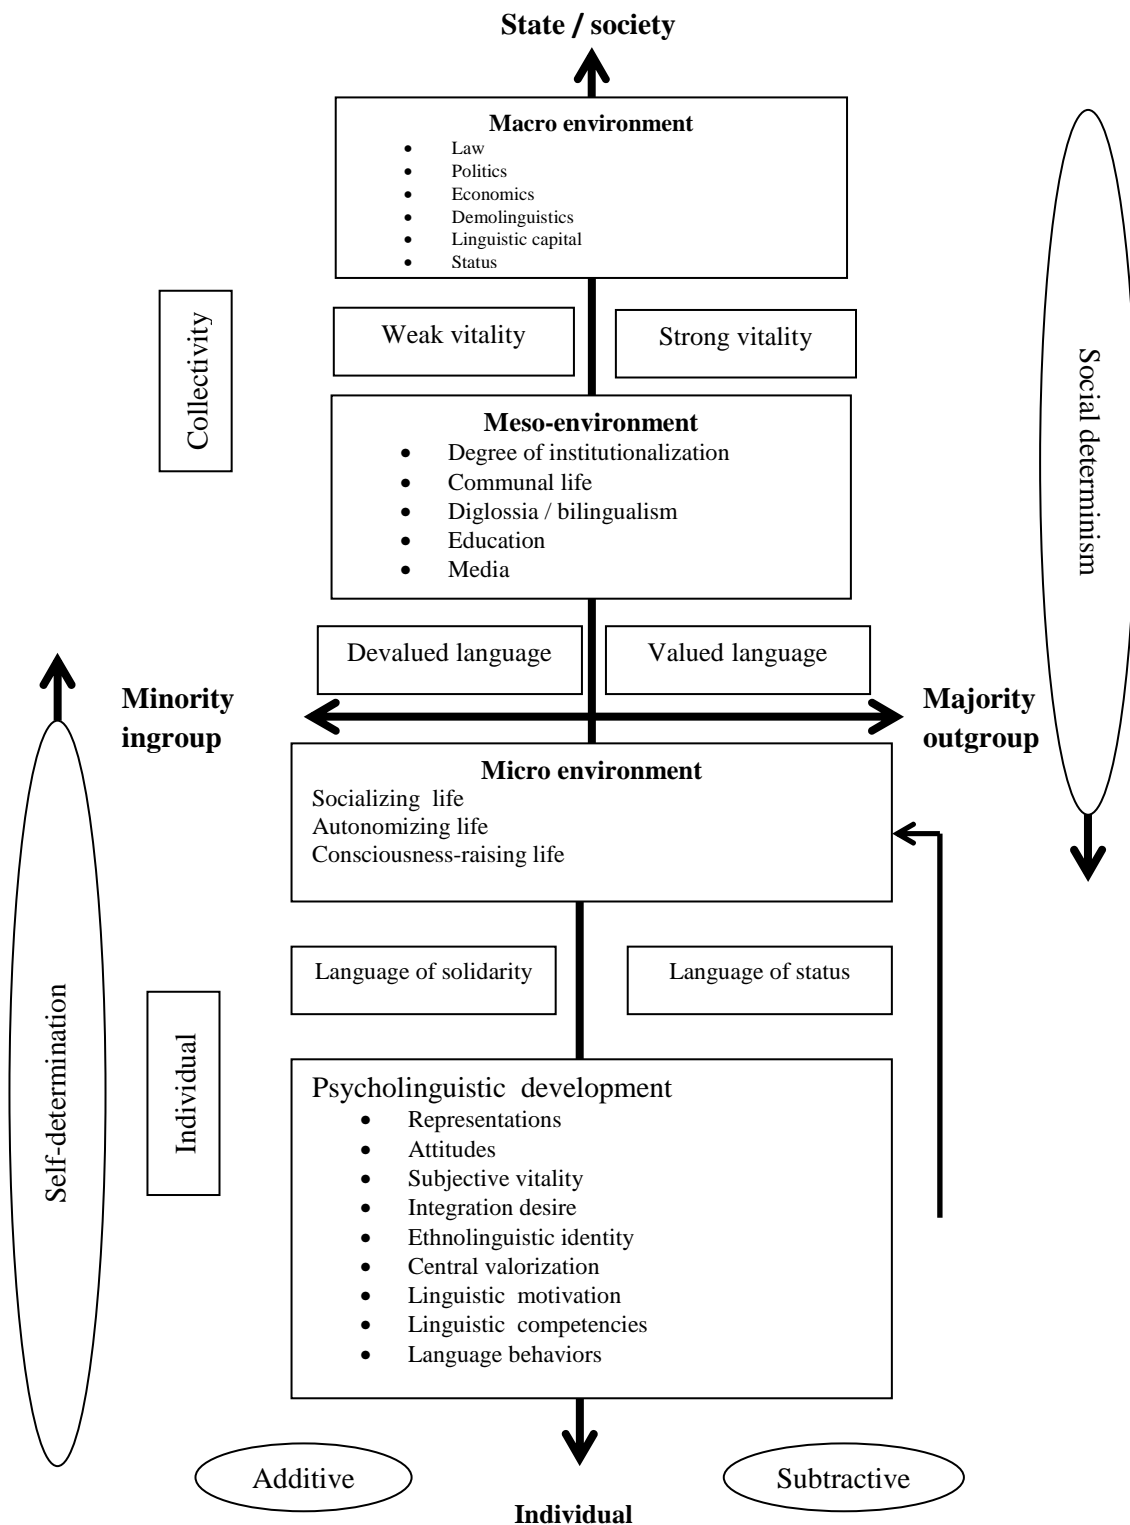 State / society
Macro environment
• Law
• Politics
• Economics
• Demolinguistics
• Linguistic capital
• Status
Collectivity
Weak vitality
Strong vitality
Social determinism
Meso-environment
• Degree of institutionalization
• Communal life
• Diglossia / bilingualism
• Education
• Media
Devalued language
Valued language
Minority
ingroup
Majority
outgroup
Micro environment
Socializing life
Autonomizing life
Consciousness-raising life
Language of solidarity
Language of status
Self-determination
Individual
Psycholinguistic development
• Representations
• Attitudes
• Subjective vitality
• Integration desire
• Ethnolinguistic identity
• Central valorization
• Linguistic motivation
• Linguistic competencies
• Language behaviors
Additive
Subtractive
Individual